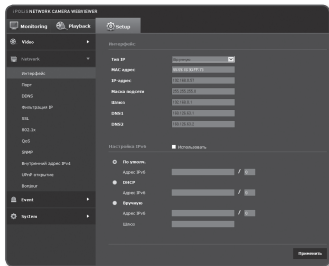 iPOLiS NETWORK CAMERA WEBVIEWER
Monitoring Playback Setup
Video
Network
Интерфейс
Порт
DDNS
Фильтрация IP
SSL
802.1x
QoS
SNMP
Внутренний адрес IPv4
UPnP открытие
Bonjour
Event
System
Интерфейс
Тип IP
MAC адрес
IP адрес
Маска подсети
Шлюз
DNS1
DNS2
Настройка IPv6 Использовать
По умолч.
Адрес IPv6 /
DHCP
Адрес IPv6 /
Вручную
Адрес IPv6 /
Шлюз
Применить